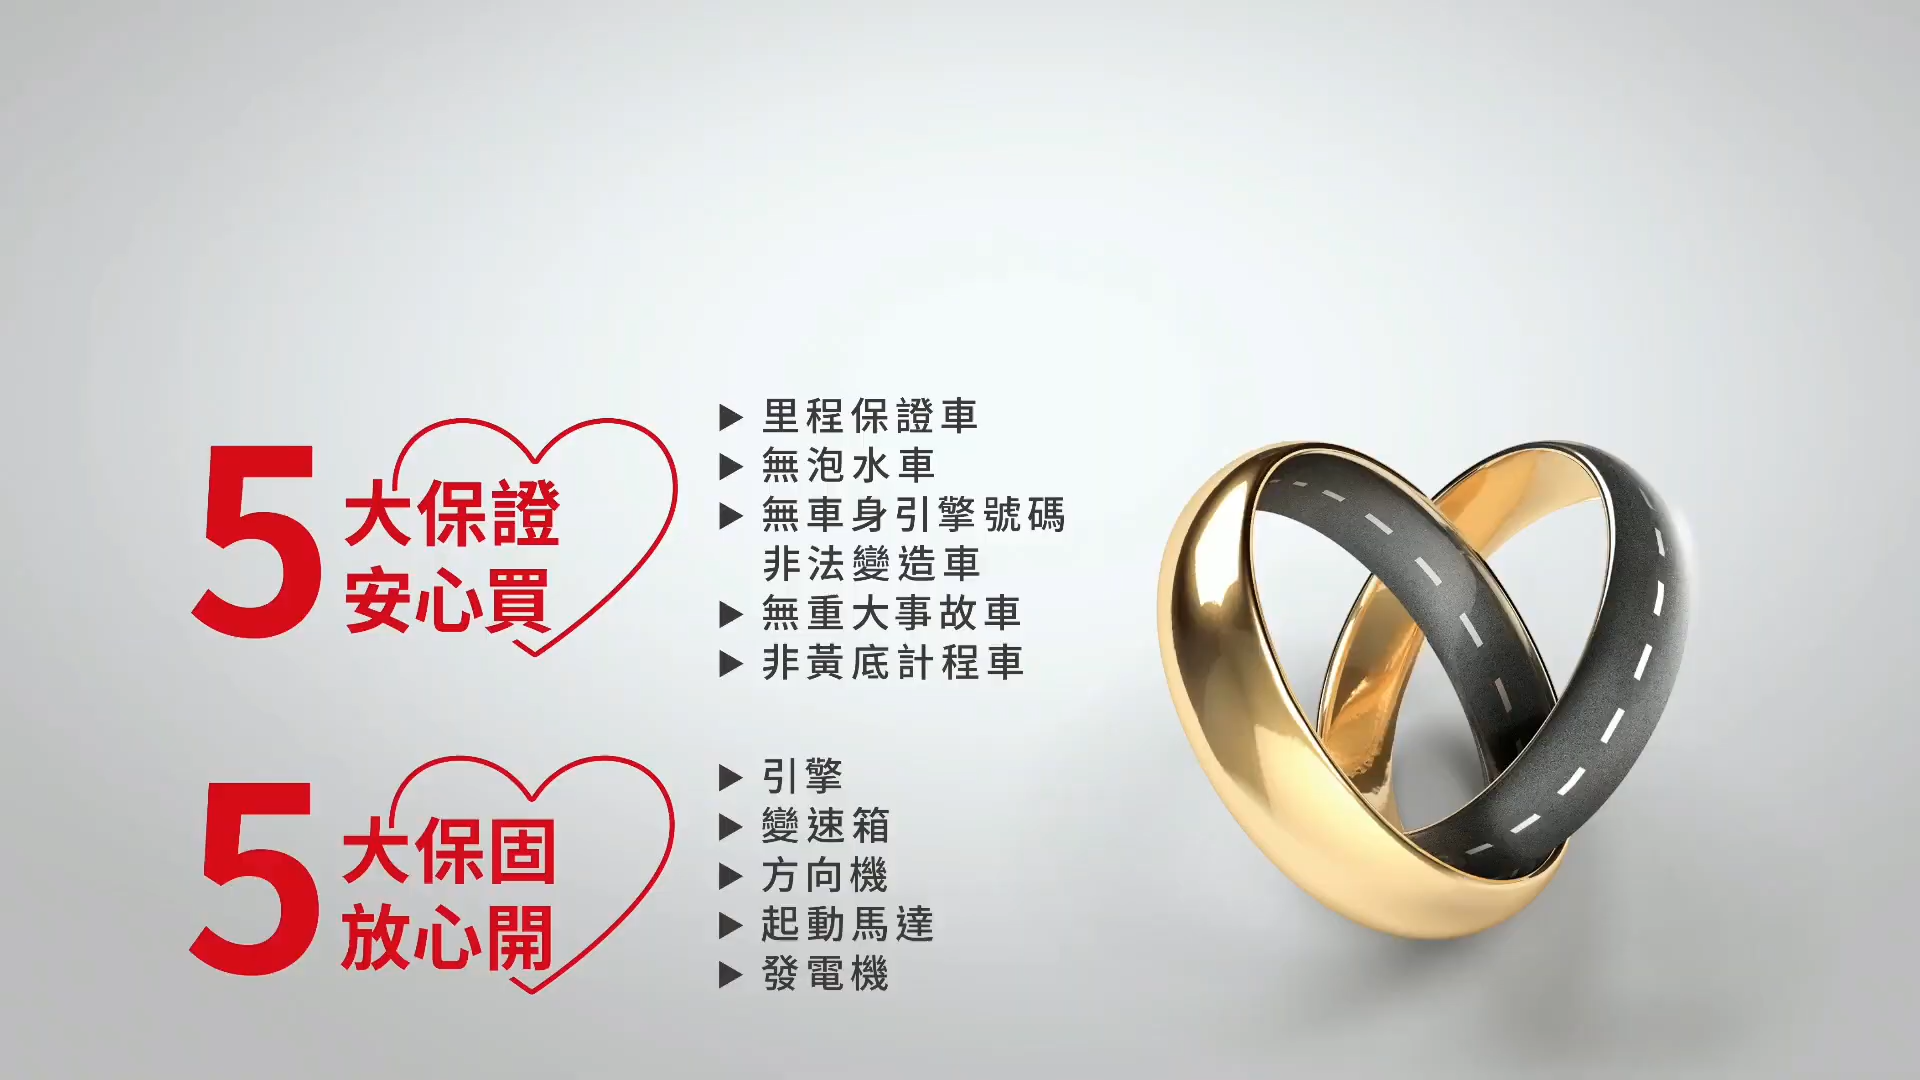 5大保證
安心買
▶ 里程保證車
▶ 無泡水車
▶ 無車身引擎號碼
非法變造車
▶ 無重大事故車
▶ 非黃底計程車
5大保固
放心開
▶ 引擎
▶ 變速箱
▶ 方向機
▶ 起動馬達
▶ 發電機